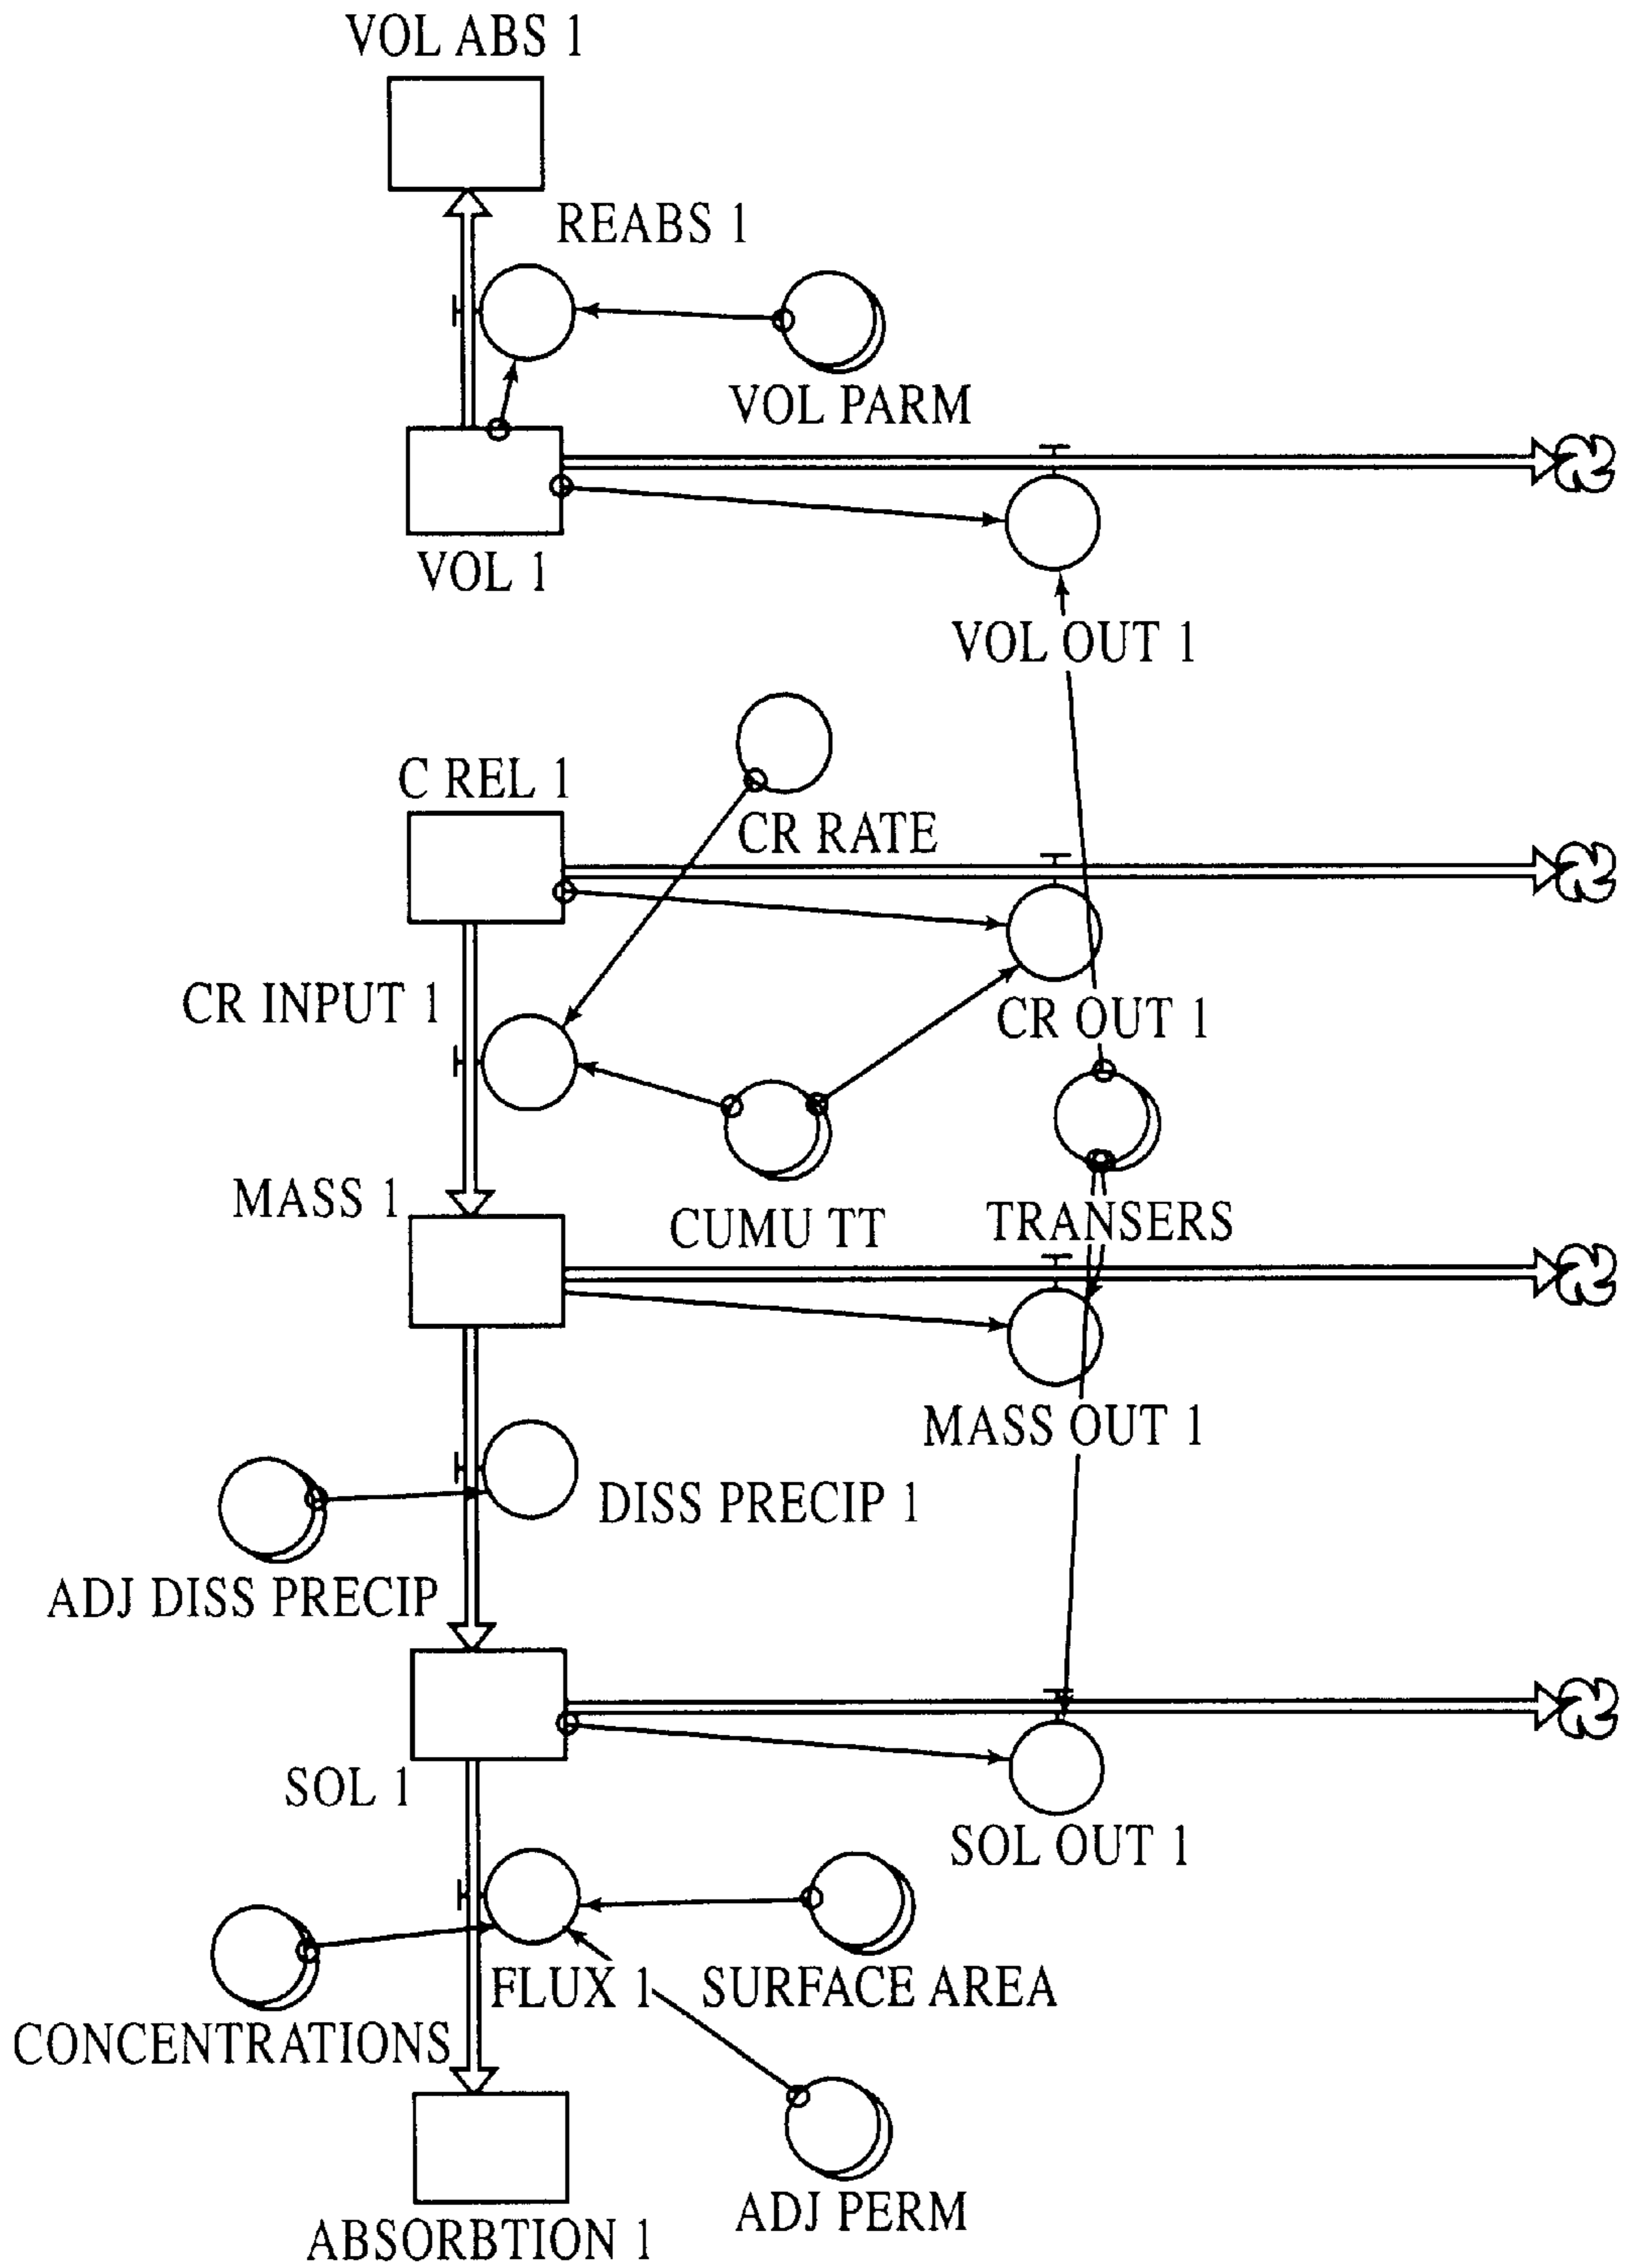 VOL ABS 1
REABS 1
VOL PARM
VOL 1
VOL OUT 1
C REL 1
CR RATE
CR INPUT 1
CR OUT 1
MASS 1
CUMU TT
TRANSERS
MASS OUT 1
DISS PRECIP 1
ADJ DISS PRECIP
SOL 1
SOL OUT 1
FLUX 1
SURFACE AREA
CONCENTRATIONS
ADJ PERM
ABSORBTION 1